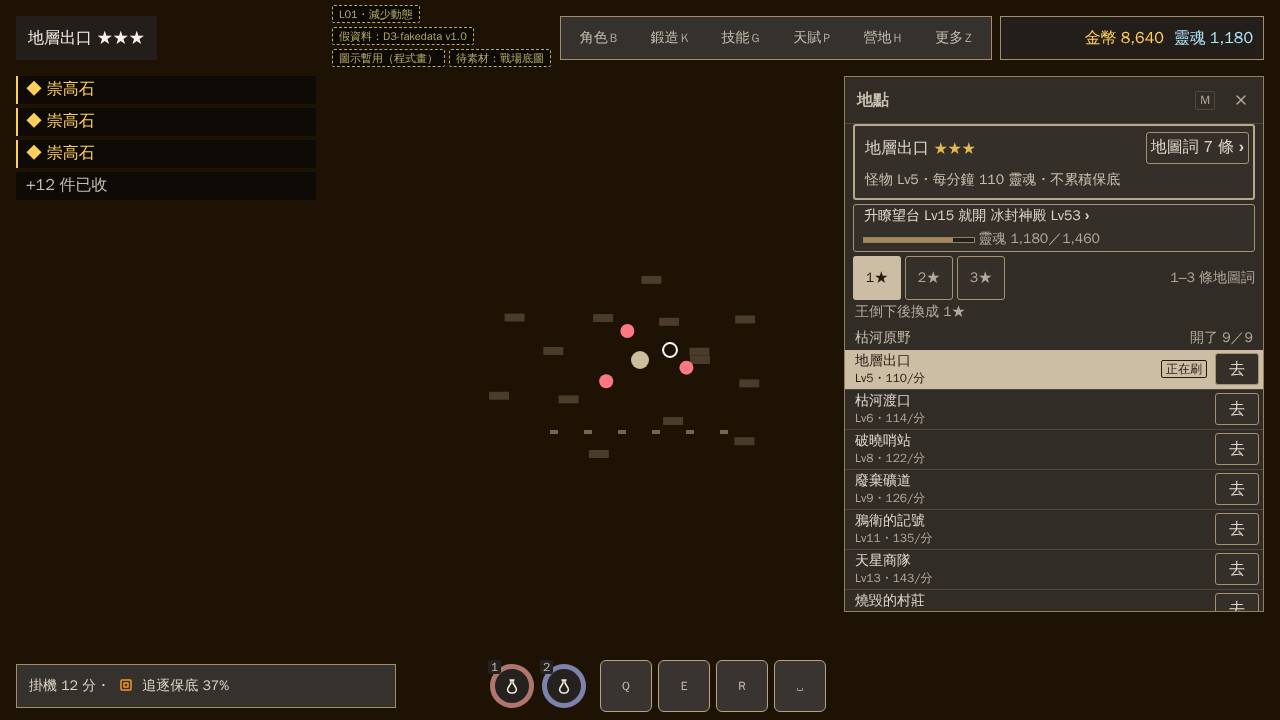 地層出口 ★★★
L01・減少動態
假資料：D3-fakedata v1.0
圖示暫用（程式畫） 待素材：戰場底圖
角色B 鍛造K 技能G 天賦P 營地H 更多Z
金幣 8,640 靈魂 1,180
崇高石
崇高石
崇高石
+12 件已收
地點 M ×
地層出口 ★★★ 地圖詞 7 條 ›
怪物 Lv5・每分鐘 110 靈魂・不累積保底
升瞭望台 Lv15 就開 冰封神殿 Lv53 ›
靈魂 1,180／1,460
1★ 2★ 3★ 1–3 條地圖詞
王倒下後換成 1★
枯河原野 開了 9／9
地層出口 正在刷 去
Lv5・110/分
枯河渡口 去
Lv6・114/分
破曉哨站 去
Lv8・122/分
廢棄礦道 去
Lv9・126/分
鴉衛的記號 去
Lv11・135/分
天星商隊 去
Lv13・143/分
燒毀的村莊 去
掛機 12 分・ 追逐保底 37%
1 2 Q E R ⎵